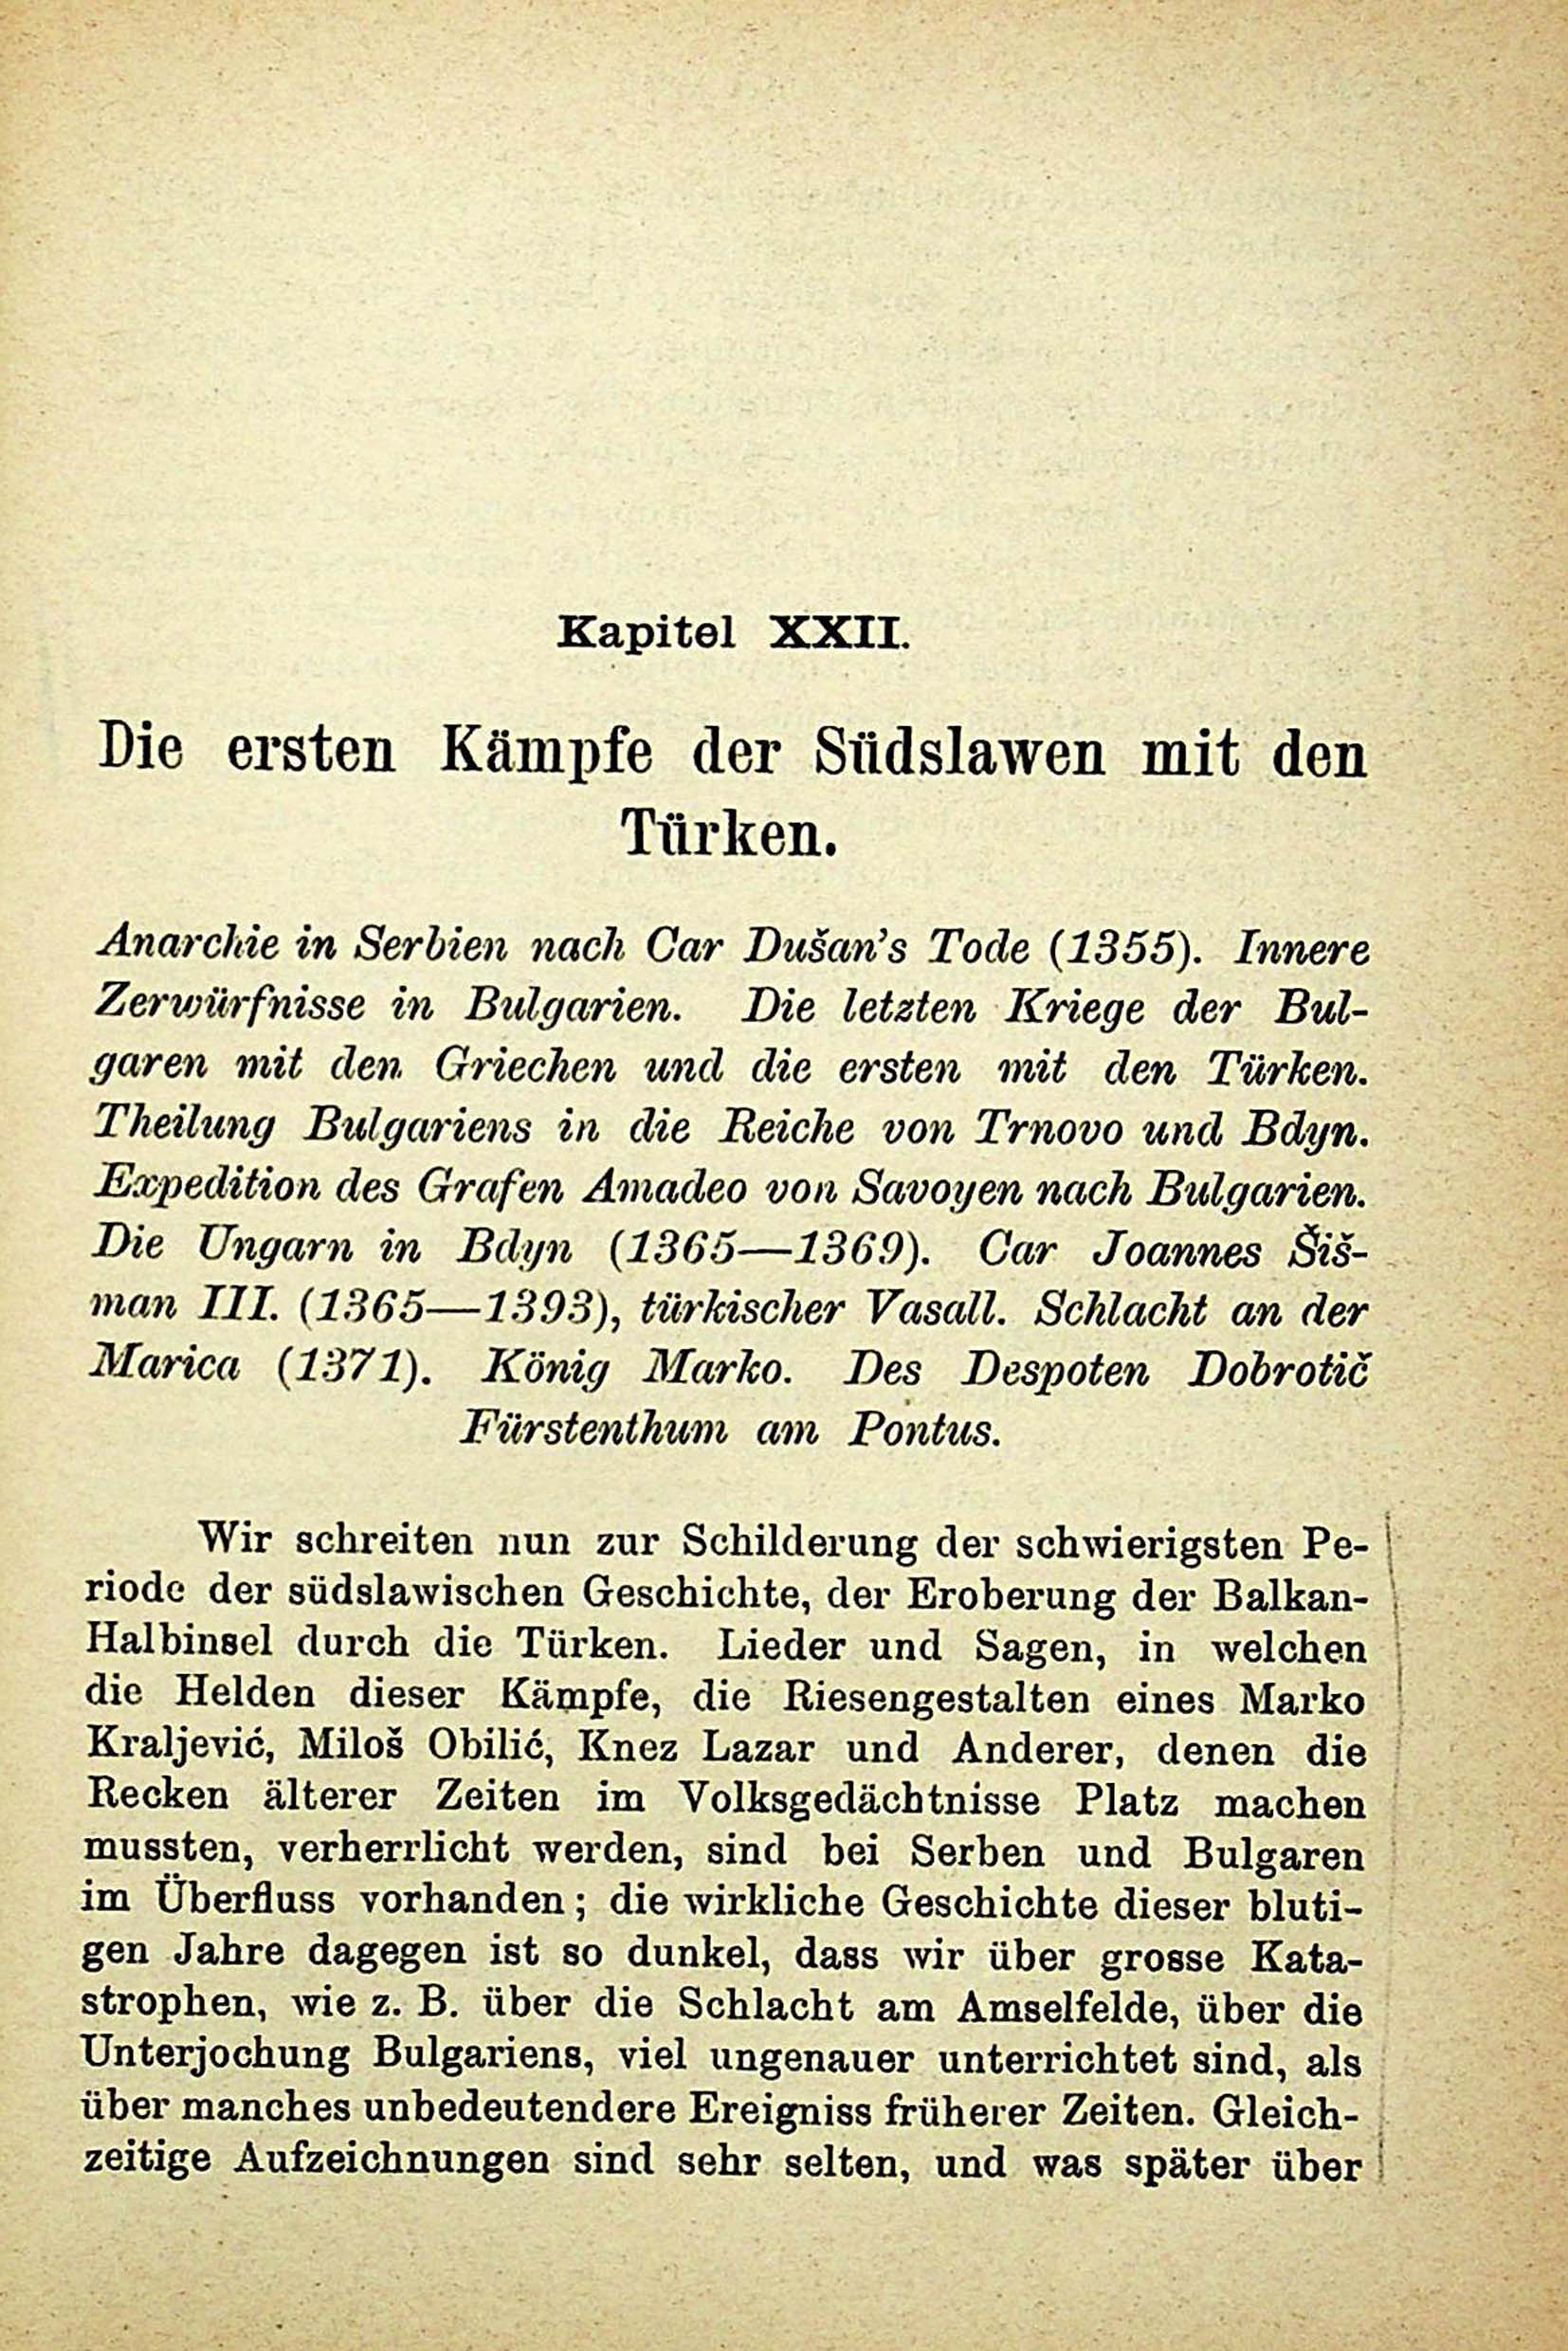 Kapitel XXII.
Die ersten Kämpfe der Südslawen mit den
Türken.
Anarchie in Serbien nach Car Dušan's Tode (1355). Innere
Zerwürfnisse in Bulgarien. Die letzten Kriege der Bul-
garen mit den Griechen und die ersten mit den Türken.
Theilung Bulgariens in die Reiche von Trnovo und Bdyn.
Expedition des Grafen Amadeo von Savoyen nach Bulgarien.
Die Ungarn in Bdyn (1365—1369). Car Joannes Šiš-
man III. (1365—1393), türkischer Vasall. Schlacht an der
Marica (1371). König Marko. Des Despoten Dobrotič
Fürstenthum am Pontus.
Wir schreiten nun zur Schilderung der schwierigsten Pe-
riode der südslawischen Geschichte, der Eroberung der Balkan-
Halbinsel durch die Türken. Lieder und Sagen, in welchen
die Helden dieser Kämpfe, die Riesengestalten eines Marko
Kraljević, Miloš Obilić, Knez Lazar und Anderer, denen die
Recken älterer Zeiten im Volksgedächtnisse Platz machen
mussten, verherrlicht werden, sind bei Serben und Bulgaren
im Überfluss vorhanden; die wirkliche Geschichte dieser bluti-
gen Jahre dagegen ist so dunkel, dass wir über grosse Kata-
strophen, wie z. B. über die Schlacht am Amselfelde, über die
Unterjochung Bulgariens, viel ungenauer unterrichtet sind, als
über manches unbedeutendere Ereigniss früherer Zeiten. Gleich-
zeitige Aufzeichnungen sind sehr selten, und was später über